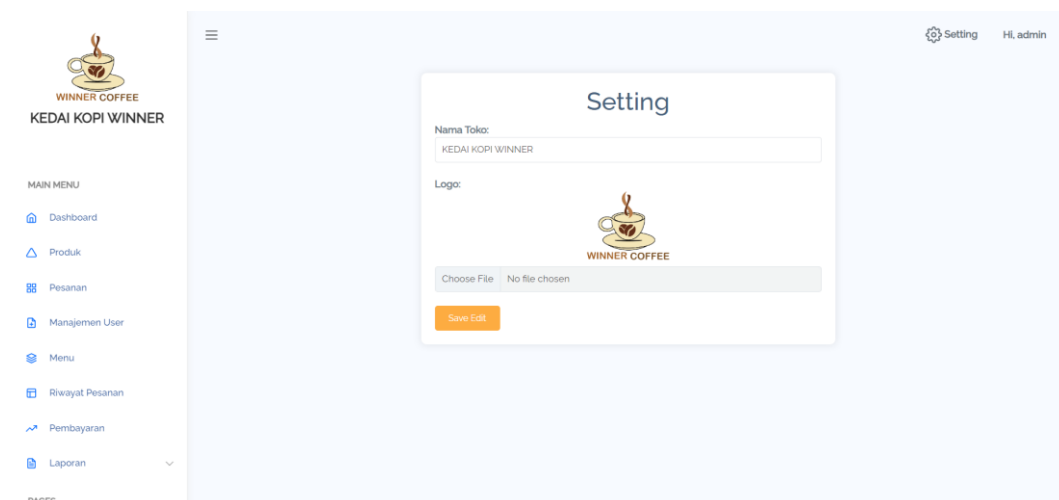 Setting
Hi, admin
WINNER COFFEE
KEDAI KOPI WINNER
MAIN MENU
Dashboard
Produk
Pesanan
Manajemen User
Menu
Riwayat Pesanan
Pembayaran
Laporan
PAGES
Setting
Nama Toko:
KEDAI KOPI WINNER
Logo:
WINNER COFFEE
Choose File No file chosen
Save Edit